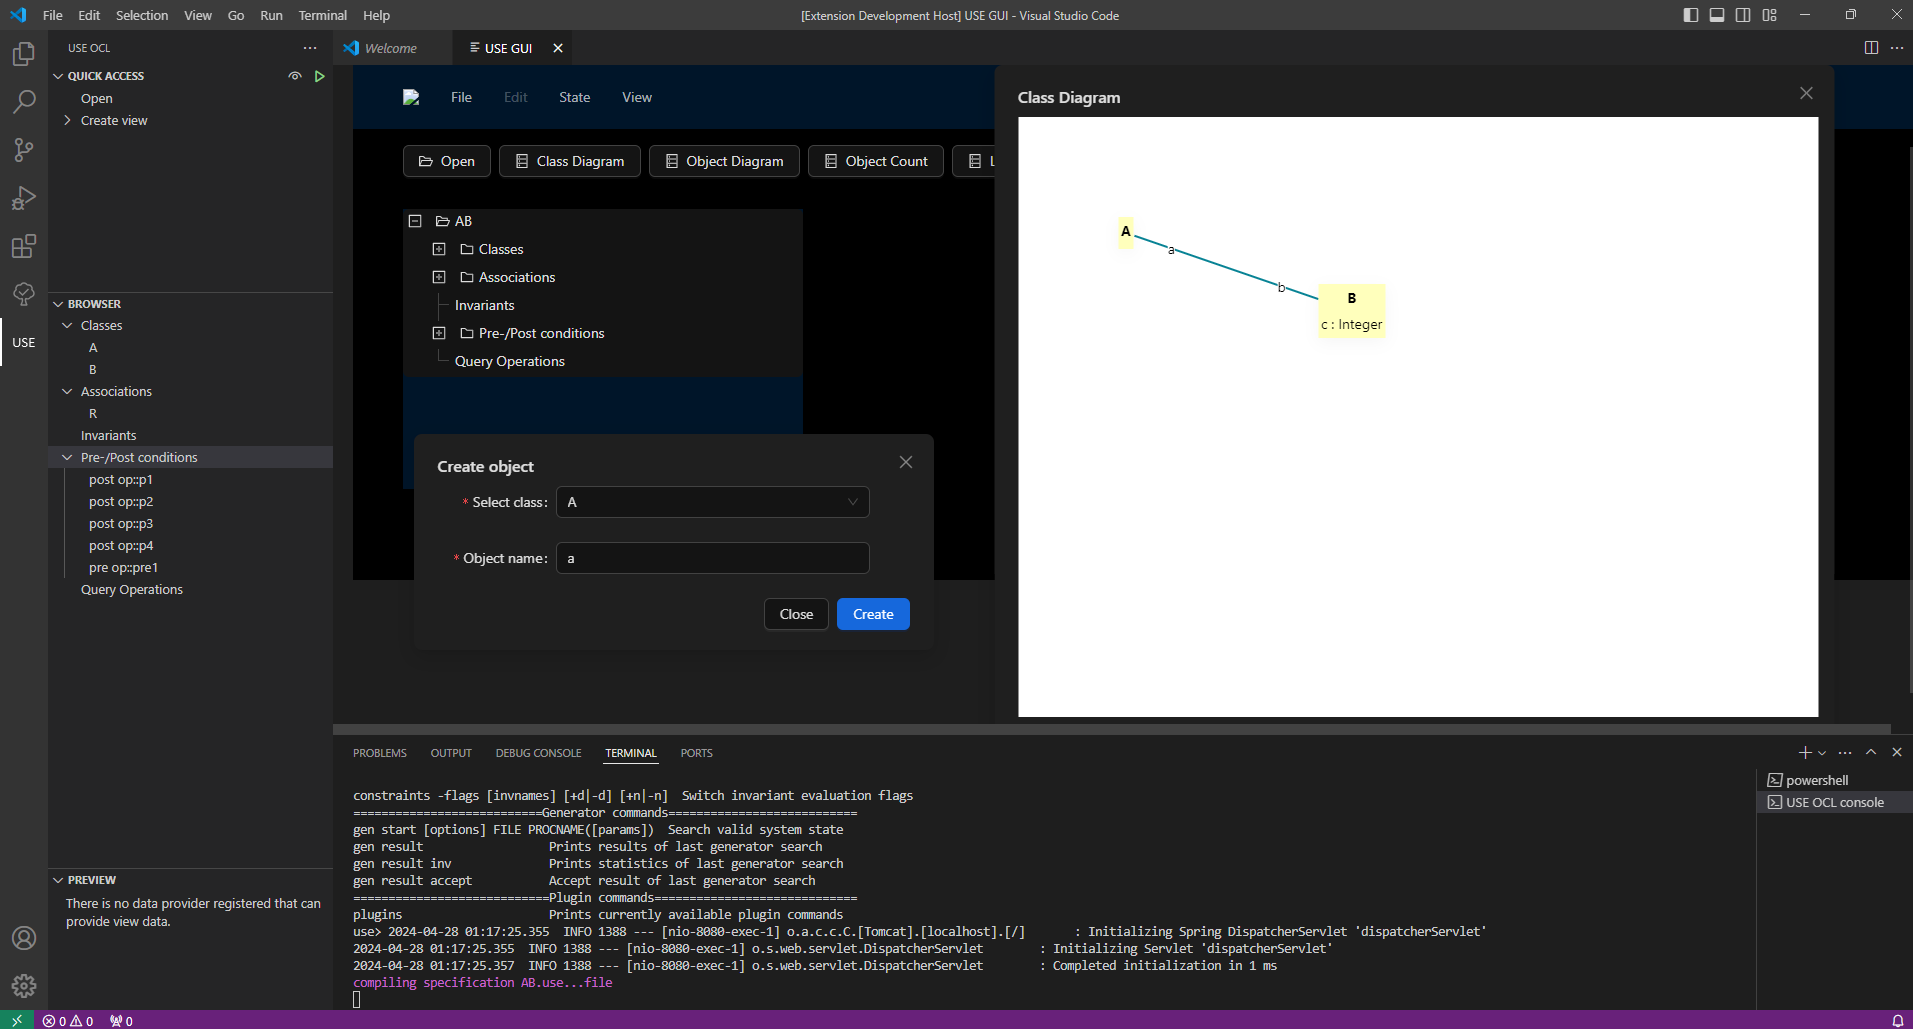 File Edit Selection View Go Run Terminal Help
[Extension Development Host] USE GUI - Visual Studio Code
USE OCL
QUICK ACCESS
Open
Create view
BROWSER
Classes
A
B
Associations
R
Invariants
Pre-/Post conditions
post op::p1
post op::p2
post op::p3
post op::p4
pre op::pre1
Query Operations
USE
PREVIEW
There is no data provider registered that can
provide view data.
Welcome
USE GUI
File Edit State View
Open Class Diagram Object Diagram Object Count L
AB
Classes
Associations
Invariants
Pre-/Post conditions
Query Operations
Create object
* Select class: A
* Object name: a
Close Create
Class Diagram
A
a
b
B
c : Integer
PROBLEMS OUTPUT DEBUG CONSOLE TERMINAL PORTS
constraints -flags [invnames] [+d|-d] [+n|-n]  Switch invariant evaluation flags
===========================Generator commands===========================
gen start [options] FILE PROCNAME([params])  Search valid system state
gen result                  Prints results of last generator search
gen result inv              Prints statistics of last generator search
gen result accept           Accept result of last generator search
============================Plugin commands=============================
plugins                     Prints currently available plugin commands
use> 2024-04-28 01:17:25.355  INFO 1388 --- [nio-8080-exec-1] o.a.c.c.C.[Tomcat].[localhost].[/]       : Initializing Spring DispatcherServlet 'dispatcherServlet'
2024-04-28 01:17:25.355  INFO 1388 --- [nio-8080-exec-1] o.s.web.servlet.DispatcherServlet        : Initializing Servlet 'dispatcherServlet'
2024-04-28 01:17:25.357  INFO 1388 --- [nio-8080-exec-1] o.s.web.servlet.DispatcherServlet        : Completed initialization in 1 ms
compiling specification AB.use...file
powershell
USE OCL console
0 0 0